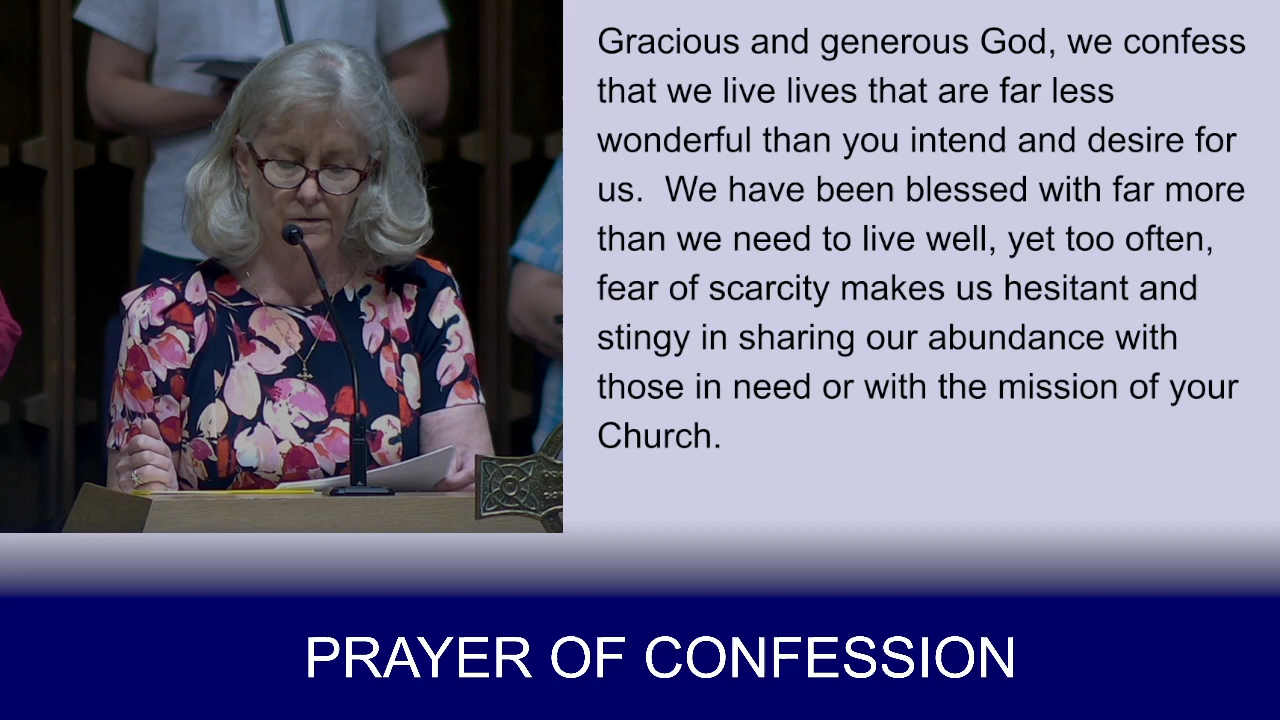 Gracious and generous God, we confess
that we live lives that are far less
wonderful than you intend and desire for
us.  We have been blessed with far more
than we need to live well, yet too often,
fear of scarcity makes us hesitant and
stingy in sharing our abundance with
those in need or with the mission of your
Church.
PRAYER OF CONFESSION